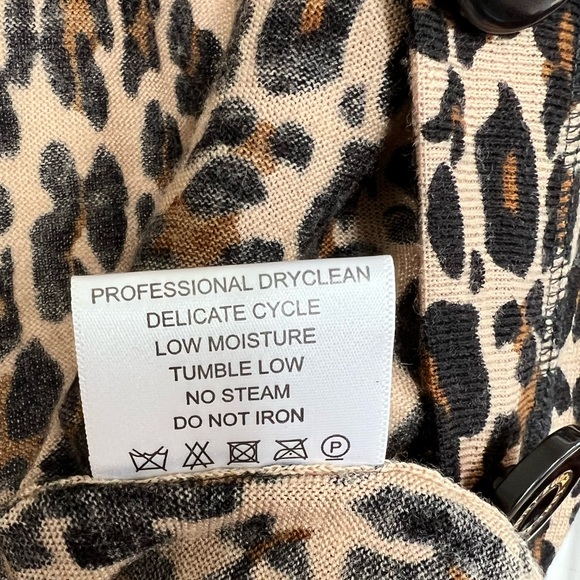 PROFESSIONAL DRYCLEAN
DELICATE CYCLE
LOW MOISTURE
TUMBLE LOW
NO STEAM
DO NOT IRON
P